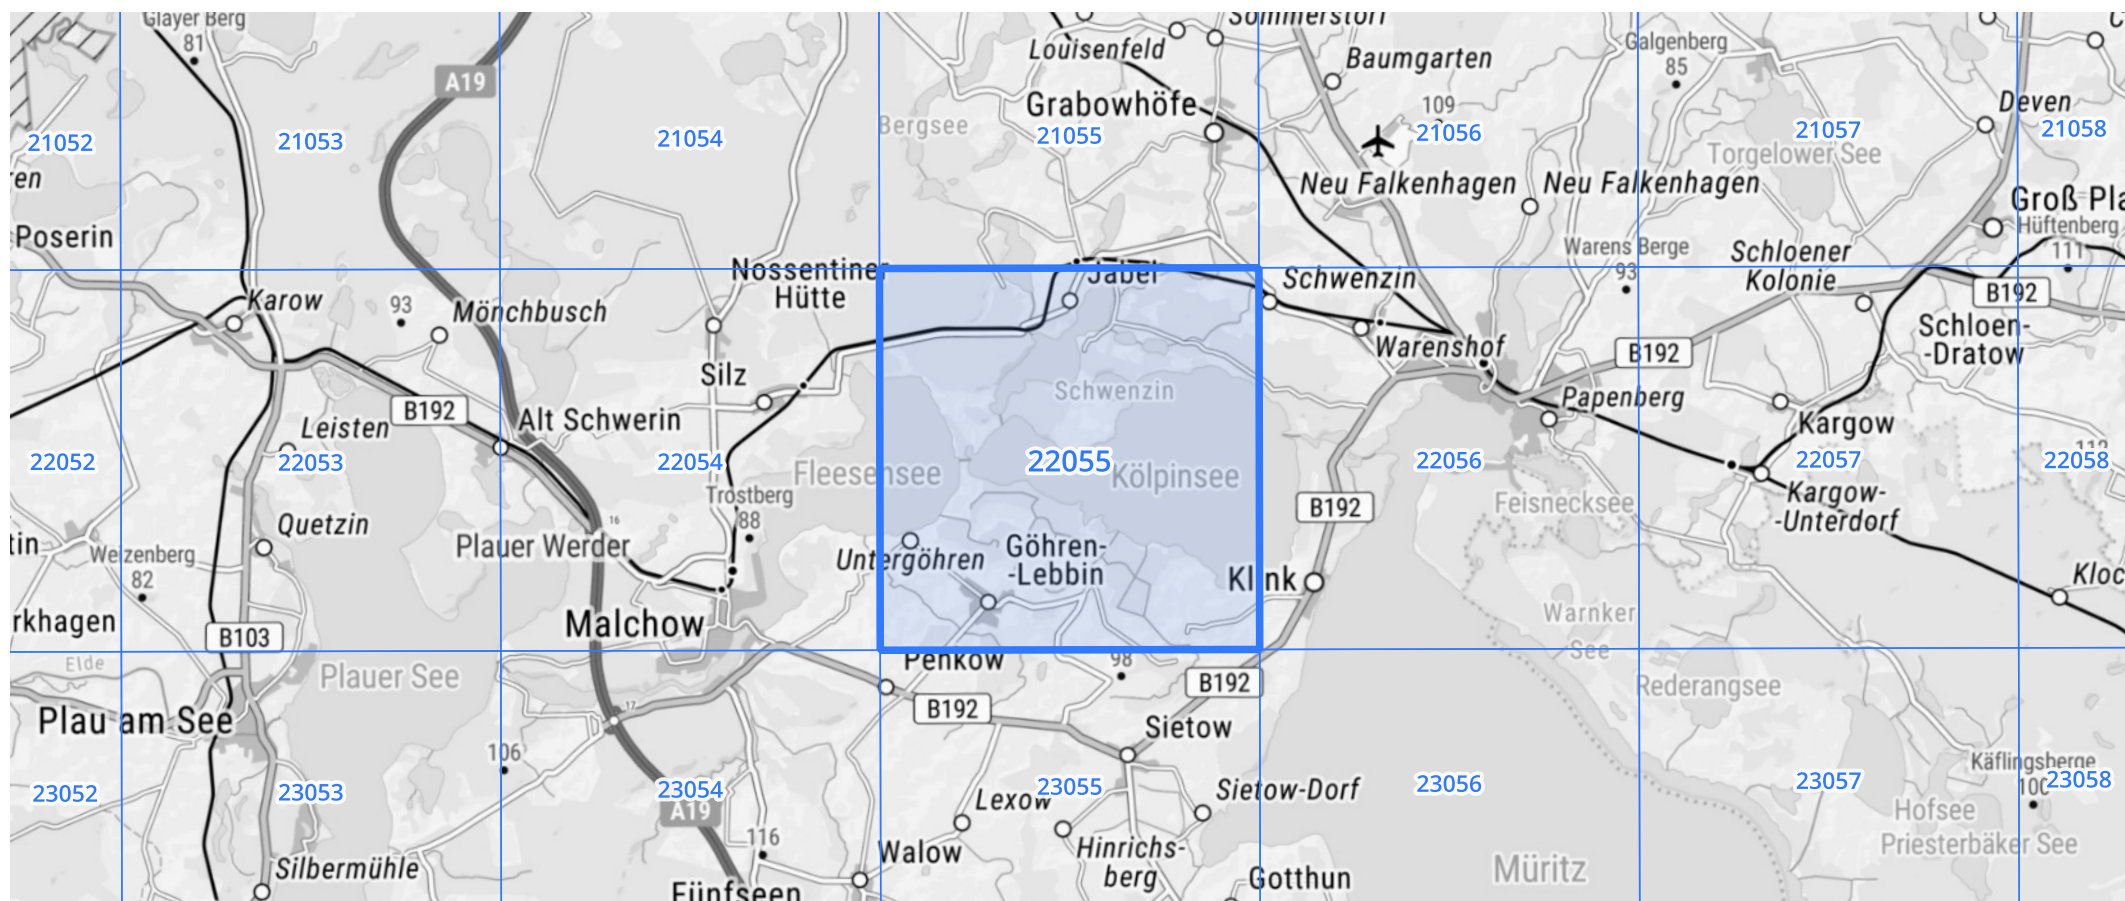 Glayer Berg
81
A19
Louisenfeld
Sommerstorf
Baumgarten
Galgenberg
85
Grabowhöfe
109
Deven
Bergsee
21052
21053
21054
21055
21056
21057
21058
Torgelower See
Neu Falkenhagen
Neu Falkenhagen
Groß Pla
Hüftenberg
111
Poserin
Warens Berge
93
Schloener
Kolonie
Nossentiner
Hütte
Jabel
Schwenzin
B192
Karow
93
Mönchbusch
Schloen-
-Dratow
Warenshof
B192
Silz
Schwenzin
Papenberg
B192
Alt Schwerin
Leisten
Kargow
22052
22053
22054
22055
22056
22057
22058
Fleesensee
Kölpinsee
Trostberg
88
B192
Feisnecksee
Kargow-
-Unterdorf
Quetzin
16
tin
Weizenberg
82
Plauer Werder
Untergöhren
Göhren-
-Lebbin
Klink
Kloc
rkhagen
B103
Malchow
Warnker
See
Elde
Plauer See
Penkow
98
B192
Rederangsee
B192
17
Plau am See
Sietow
106
Käflingsberge
100
23052
23053
23054
23055
23056
23057
23058
A19
Lexow
Sietow-Dorf
Hofsee
116
Walow
Hinrichs-
berg
Priesterbäker See
Silbermühle
Fünfseen
Gotthun
Müritz